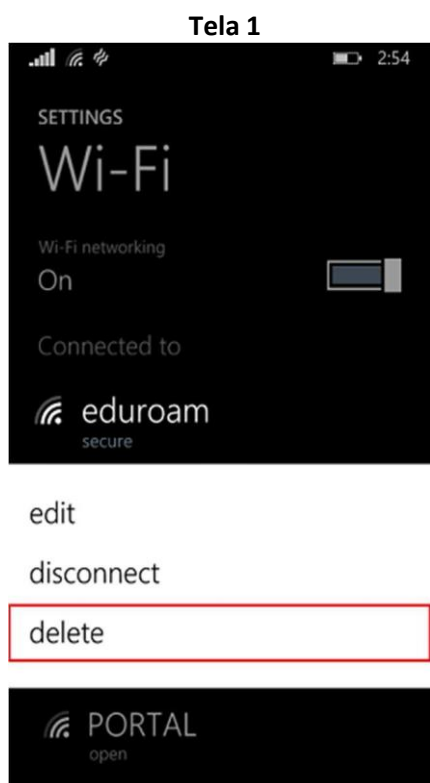 Tela 1
2:54
SETTINGS
Wi-Fi
Wi-Fi networking
On
Connected to
eduroam
secure
edit
disconnect
delete
PORTAL
open